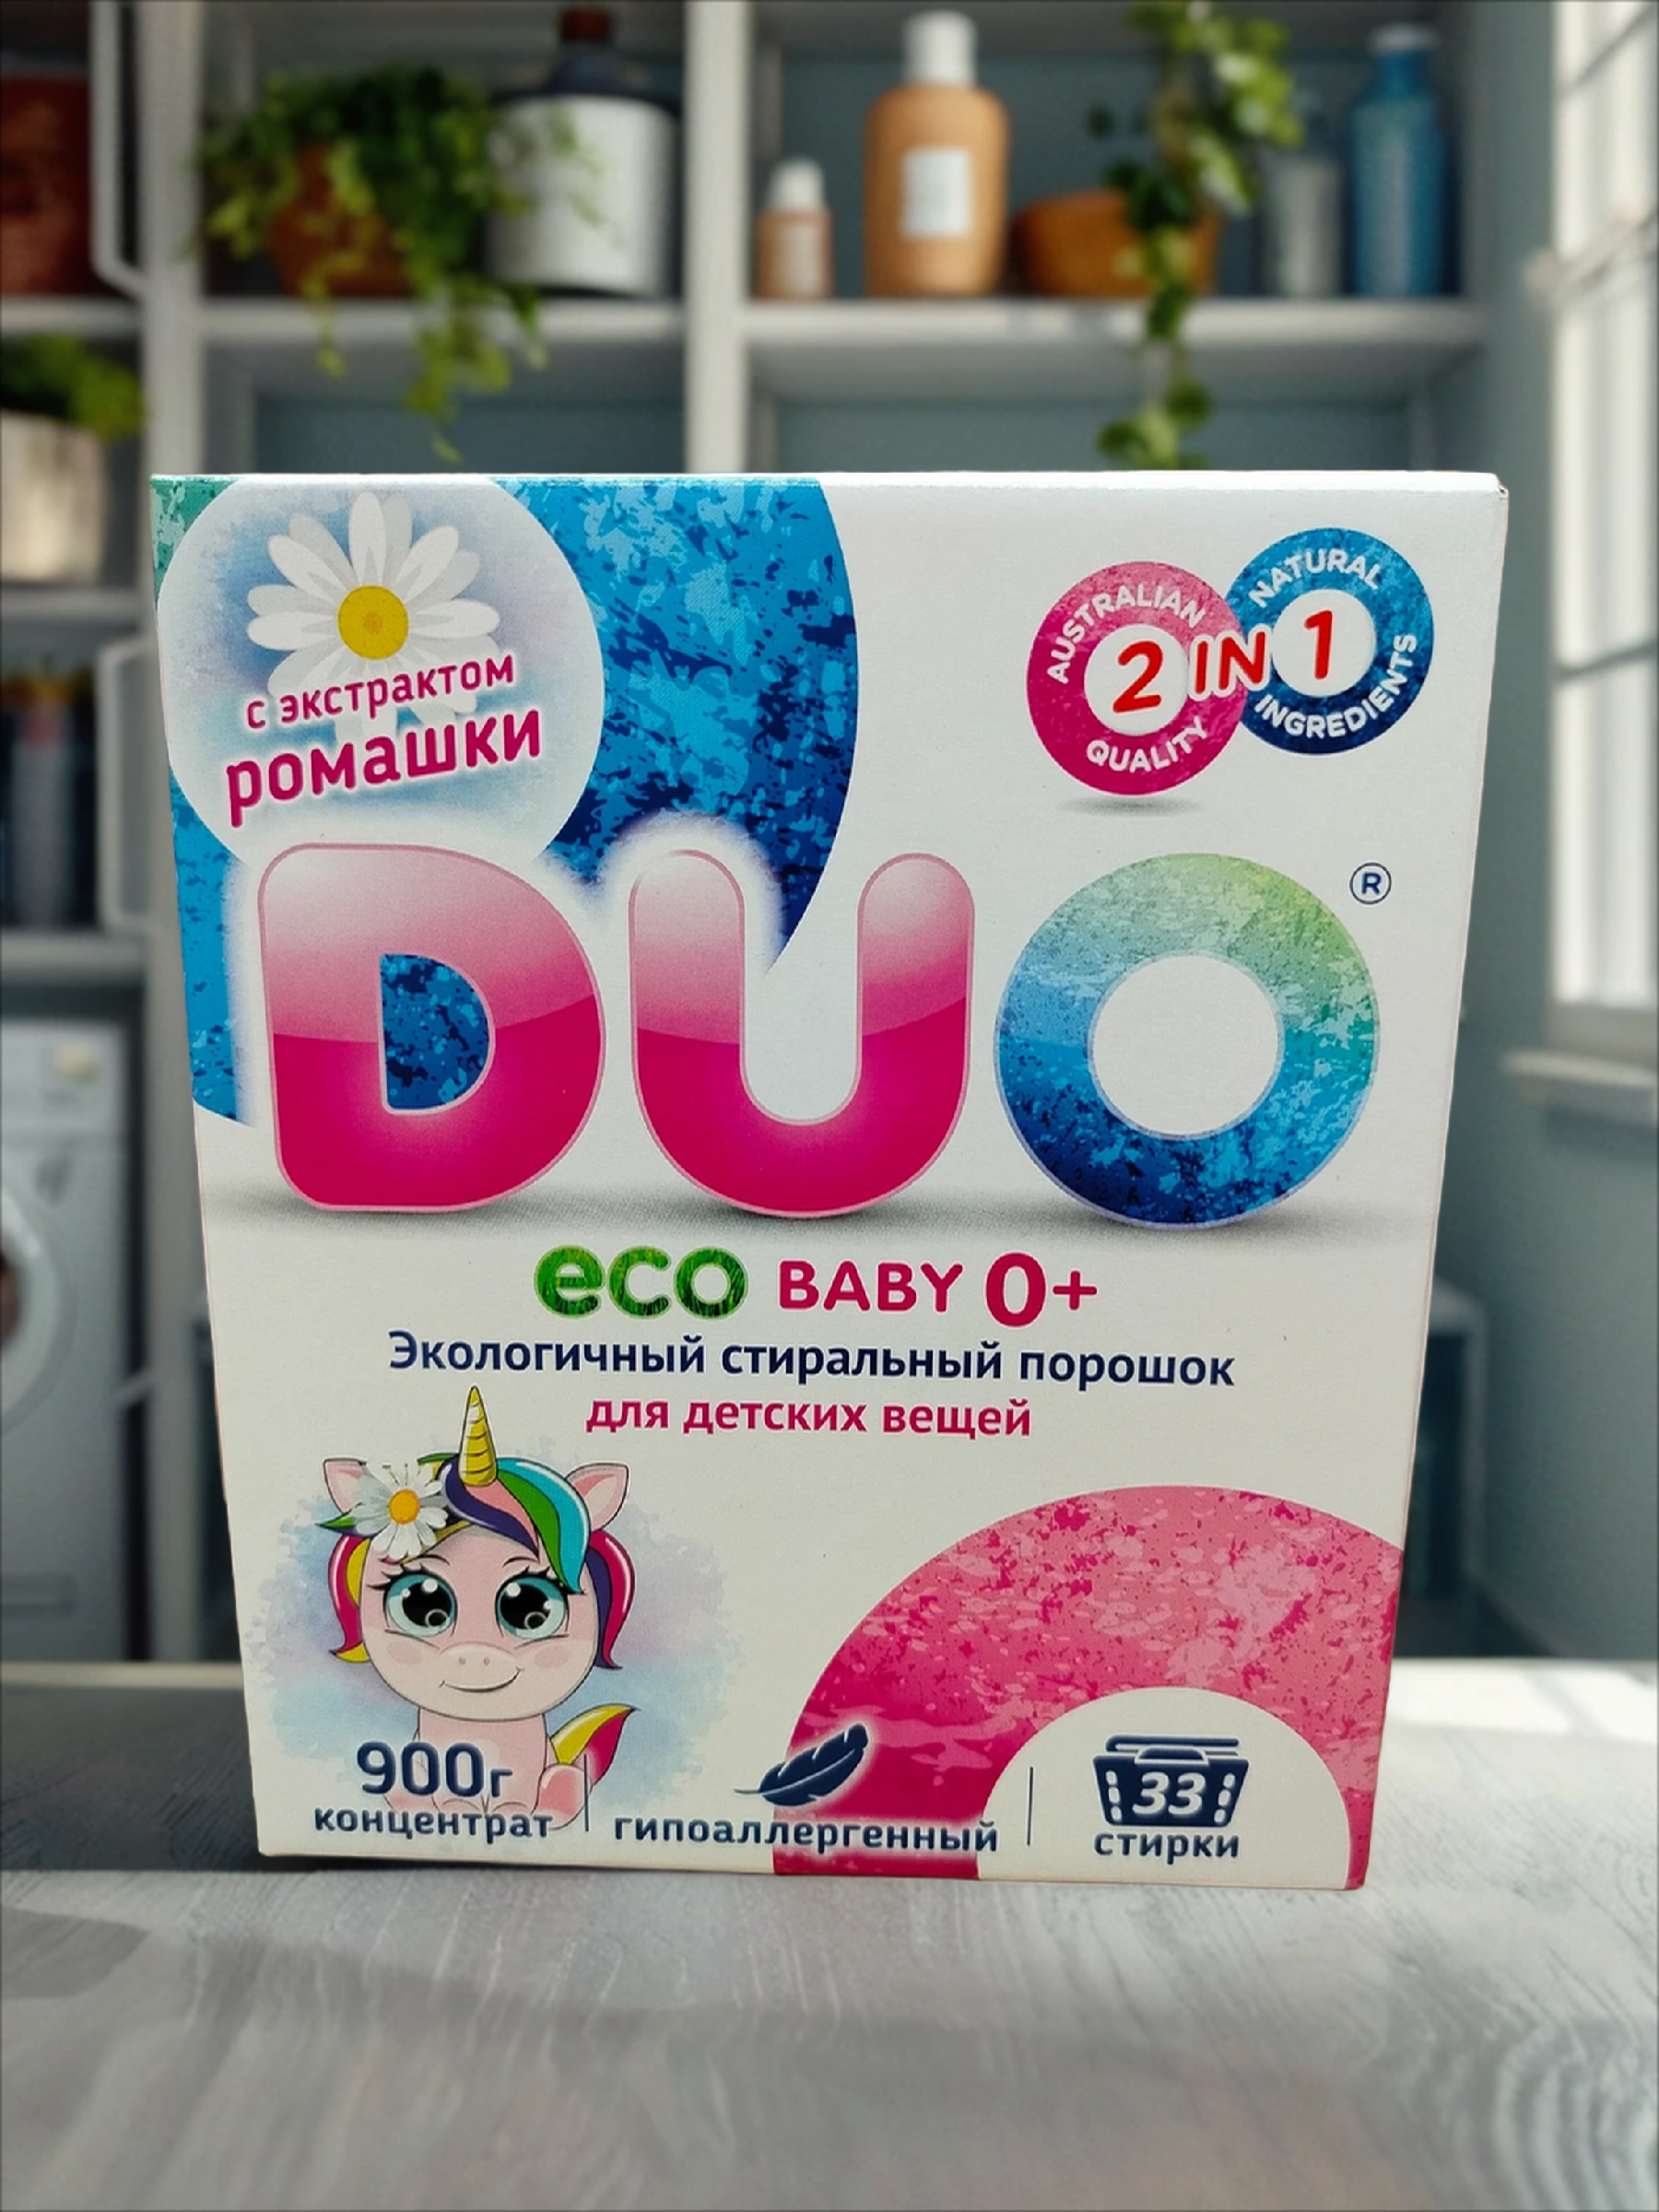 с экстрактом
ромашки
AUSTRALIAN
QUALITY
2 IN 1
NATURAL
INGREDIENTS
DUO®
eco BABY 0+
Экологичный стиральный порошок
для детских вещей
900г
концентрат
гипоаллергенный
33
стирки